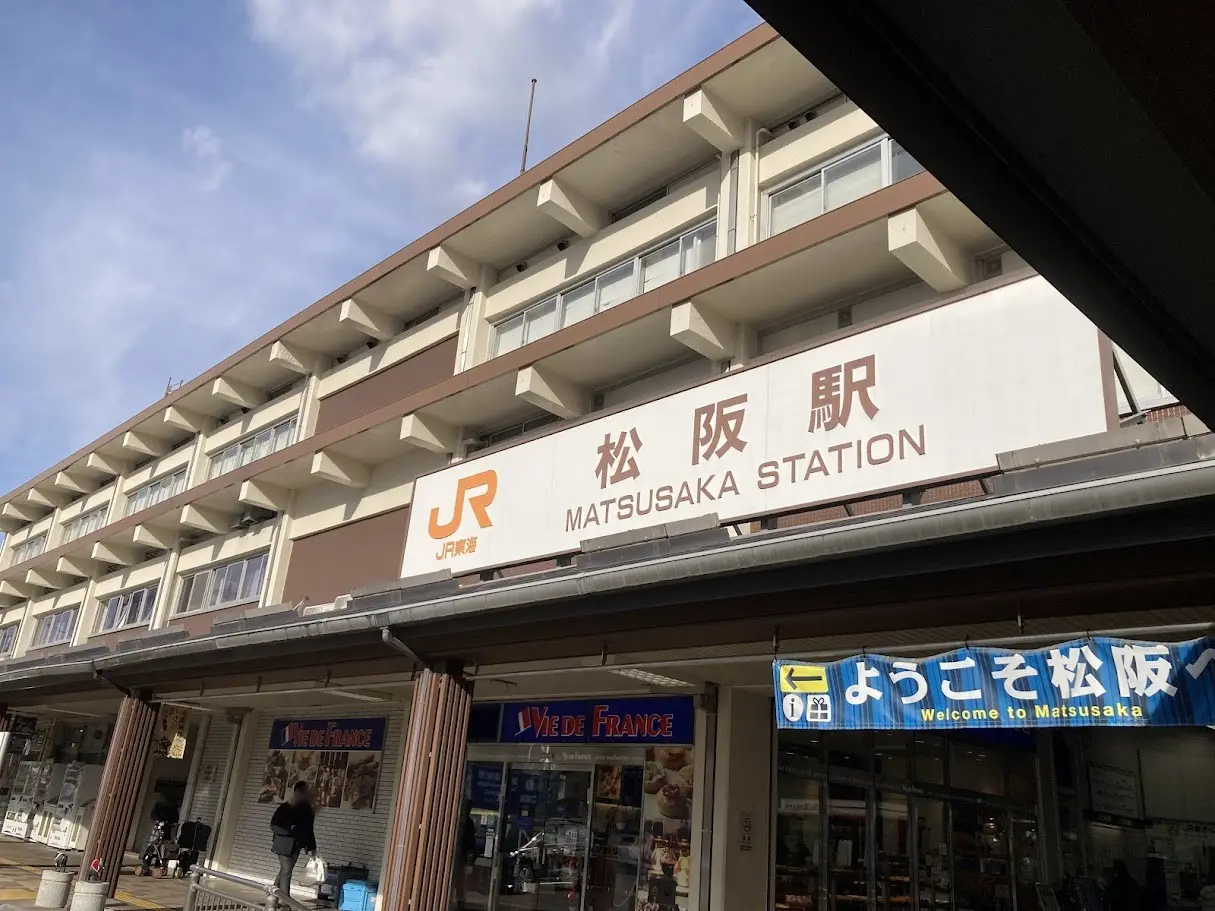 松阪駅
MATSUSAKA STATION
JR
JR東海
ようこそ松阪へ
Welcome to Matsusaka
VIE DE FRANCE
VIE DE FRANCE